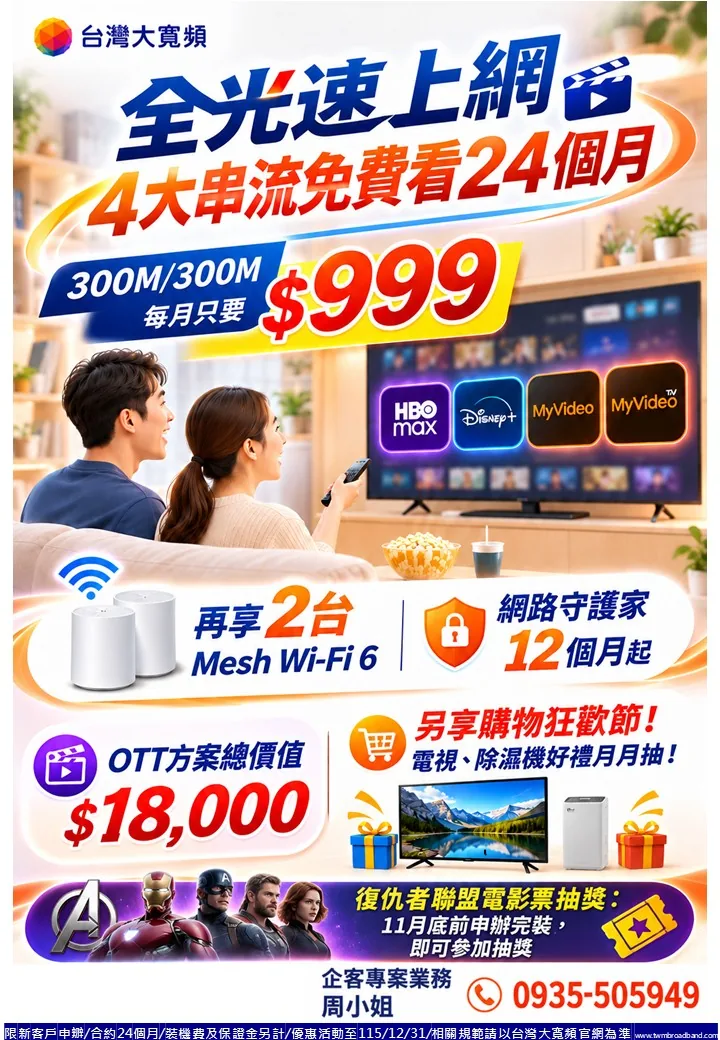 台灣大寬頻
全光速上網
4大串流免費看24個月
300M/300M
每月只要
$999
HBO
max
Disney+
MyVideo
MyVideo TV
再享2台
Mesh Wi-Fi 6
網路守護家
12個月起
OTT方案總價值
$18,000
另享購物狂歡節!
電視、除濕機好禮月月抽!
復仇者聯盟電影票抽獎:
11月底前申辦完裝,
即可參加抽獎
企客專案業務
周小姐
0935-505949
限新客戶申辦/合約24個月/裝機費及保證金另計/優惠活動至115/12/31/相關規範請以台灣大寬頻官網為準 www.twmbroadband.com